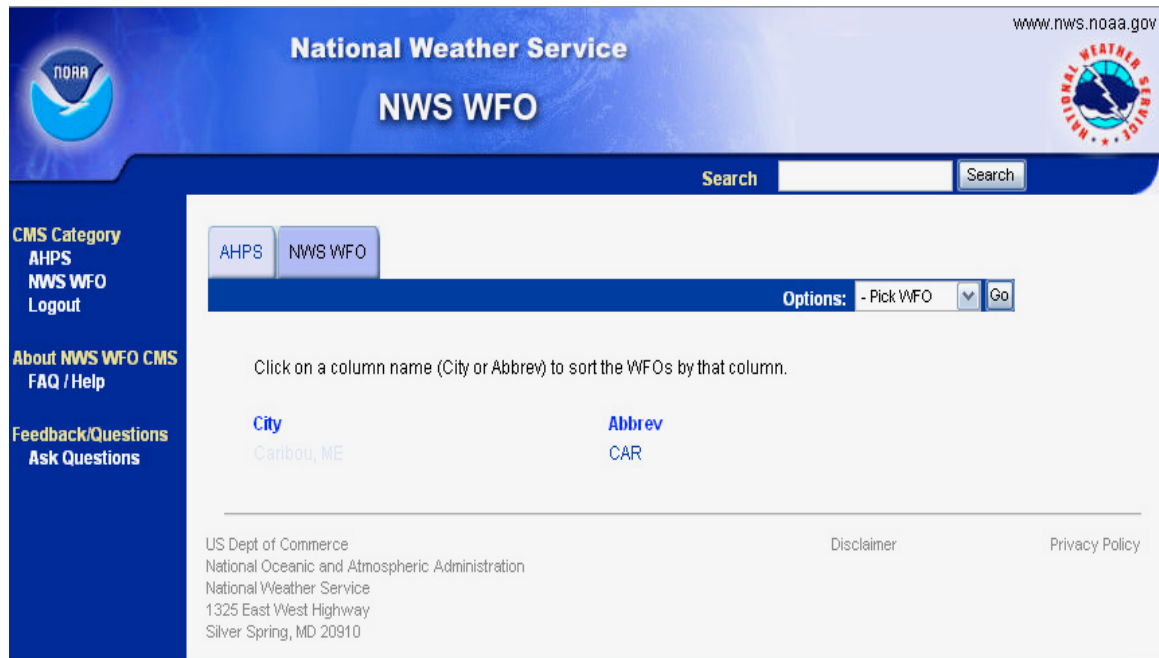 www.nws.noaa.gov
National Weather Service
NWS WFO
NOAA
NATIONAL WEATHER SERVICE
Search Search
CMS Category
AHPS
NWS WFO
Logout
About NWS WFO CMS
FAQ / Help
Feedback/Questions
Ask Questions
AHPS NWS WFO
Options: - Pick WFO Go
Click on a column name (City or Abbrev) to sort the WFOs by that column.
City Abbrev
Caribou, ME CAR
US Dept of Commerce Disclaimer Privacy Policy
National Oceanic and Atmospheric Administration
National Weather Service
1325 East West Highway
Silver Spring, MD 20910